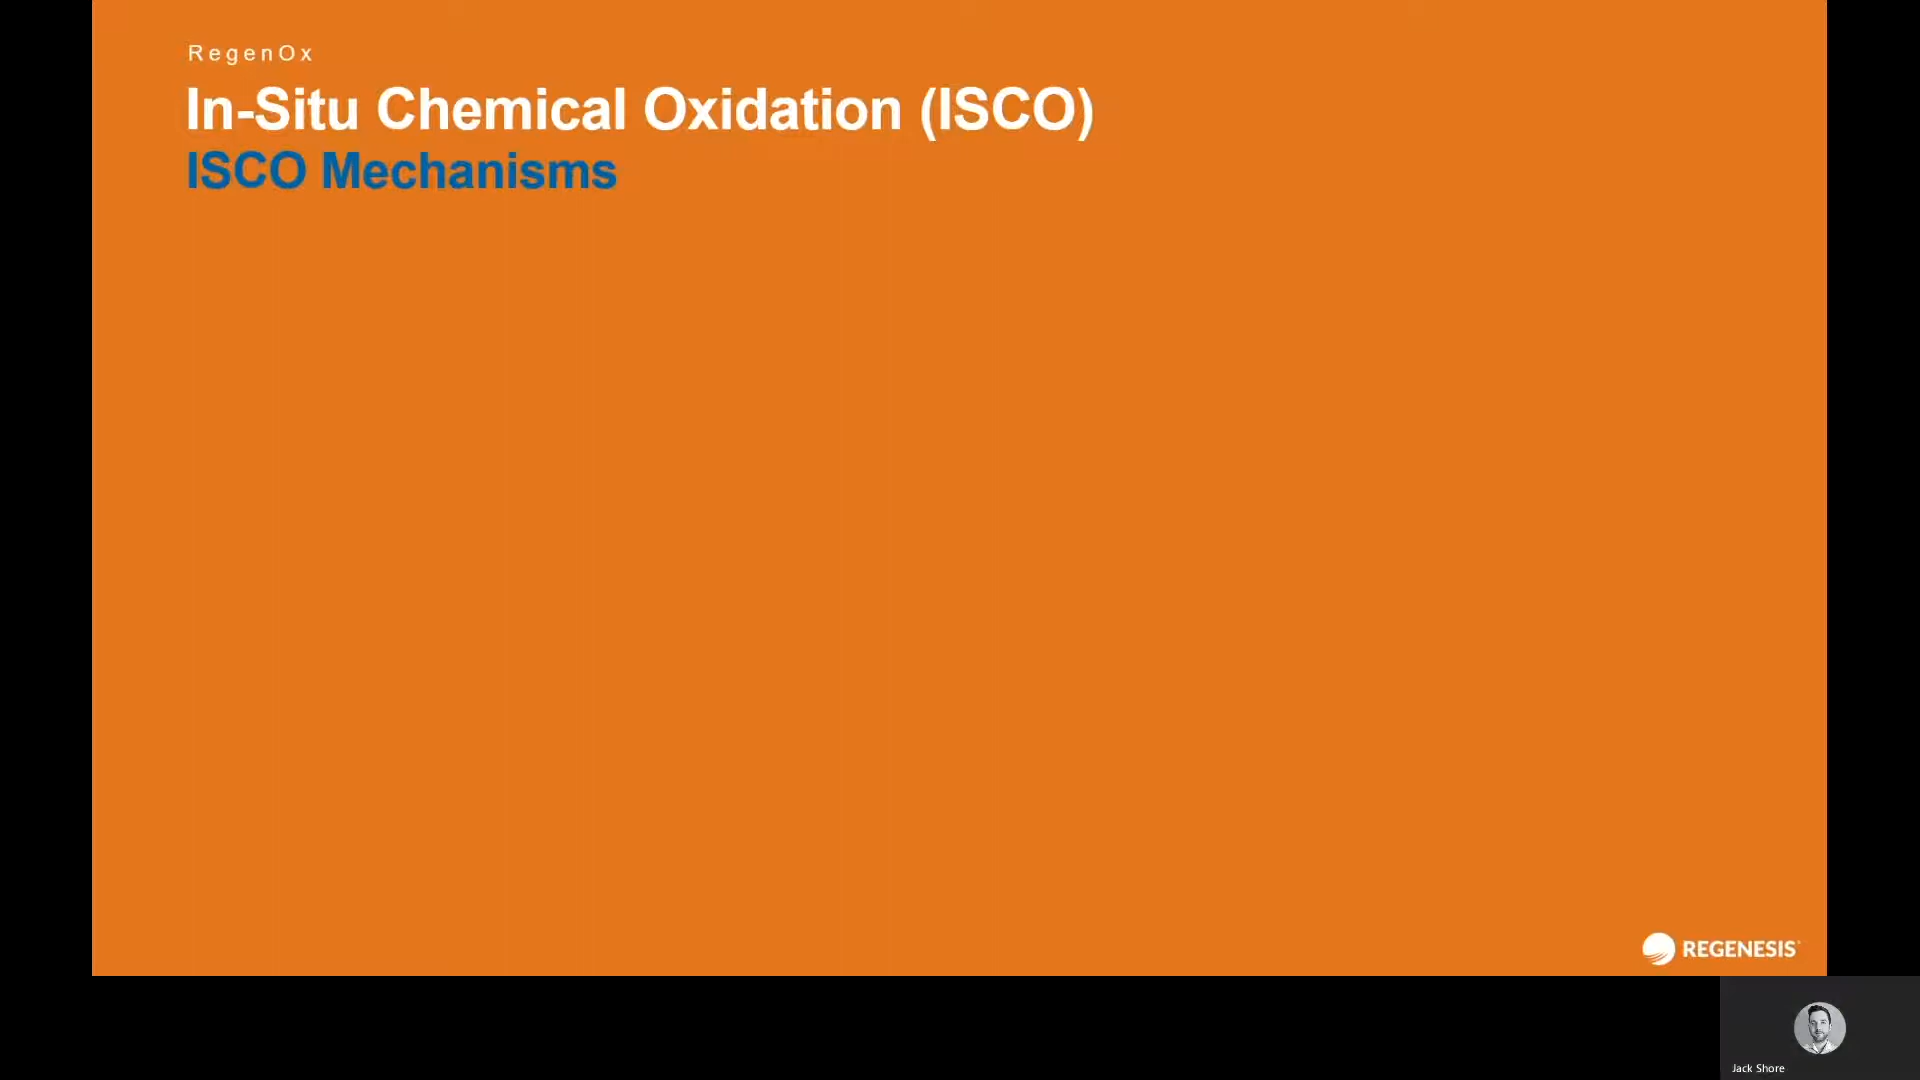 RegenOx
In-Situ Chemical Oxidation (ISCO)
ISCO Mechanisms
REGENESIS
Jack Shore